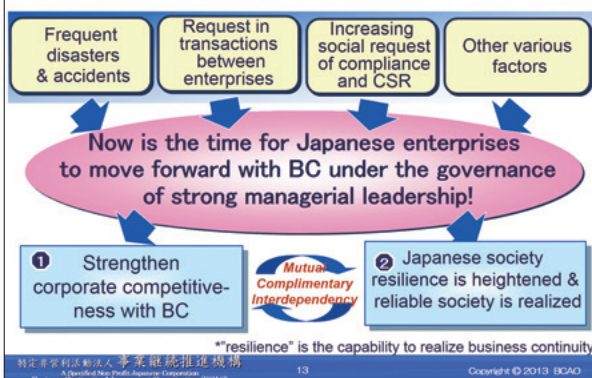 Frequent
disasters
& accidents
Request in
transactions
between
enterprises
Increasing
social request
of compliance
and CSR
Other various
factors
Now is the time for Japanese enterprises
to move forward with BC under the governance
of strong managerial leadership!
❶ Strengthen
corporate competitive-
ness with BC
Mutual
Complimentary
Interdependency
❷ Japanese society
resilience is heightened &
reliable society is realized
*"resilience" is the capability to realize business continuity
特定非営利活動法人 事業継続推進機構
A Specified Non Profit Japanese Corporation
13
Copyright © 2013 BCAO